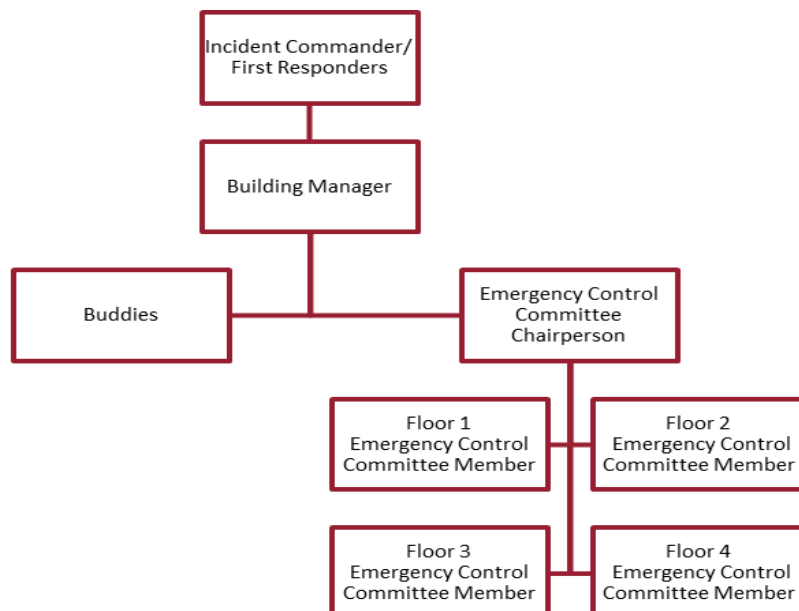 Incident Commander/
First Responders
Building Manager
Buddies
Emergency Control
Committee
Chairperson
Floor 1
Emergency Control
Committee Member
Floor 2
Emergency Control
Committee Member
Floor 3
Emergency Control
Committee Member
Floor 4
Emergency Control
Committee Member